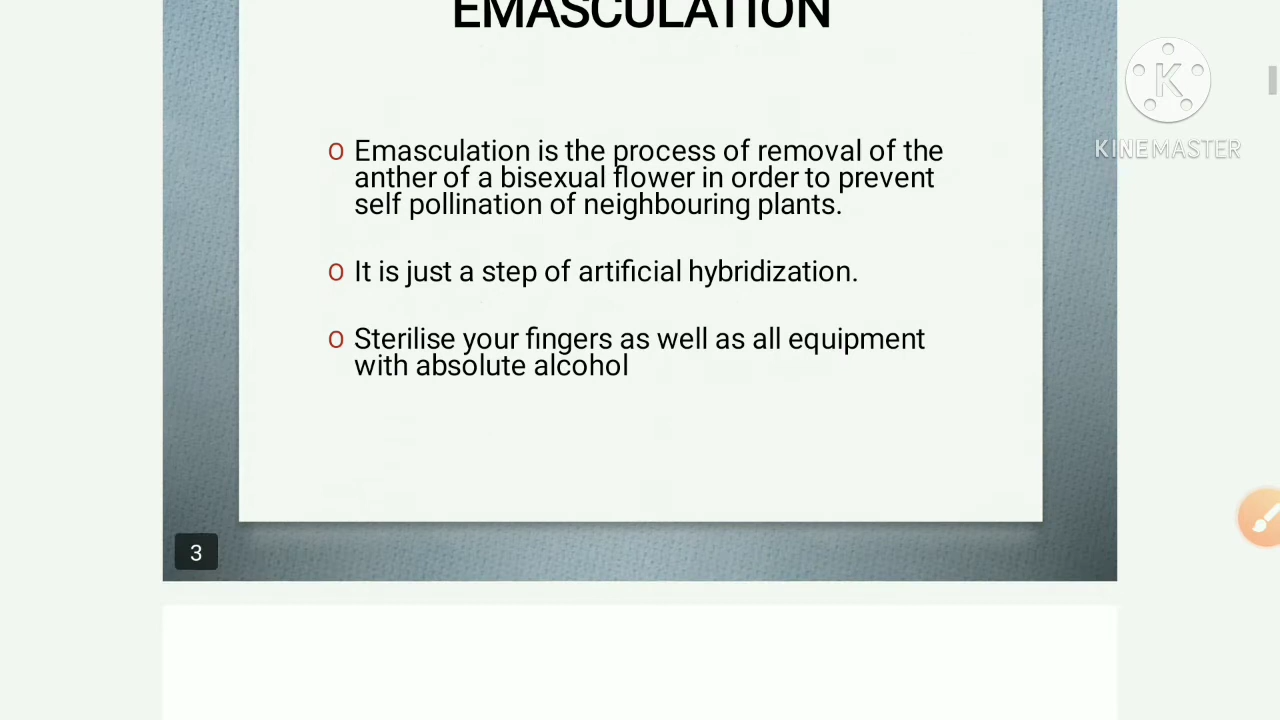 EMASCULATION
K
KINEMASTER
o Emasculation is the process of removal of the
anther of a bisexual flower in order to prevent
self pollination of neighbouring plants.
o It is just a step of artificial hybridization.
o Sterilise your fingers as well as all equipment
with absolute alcohol
3